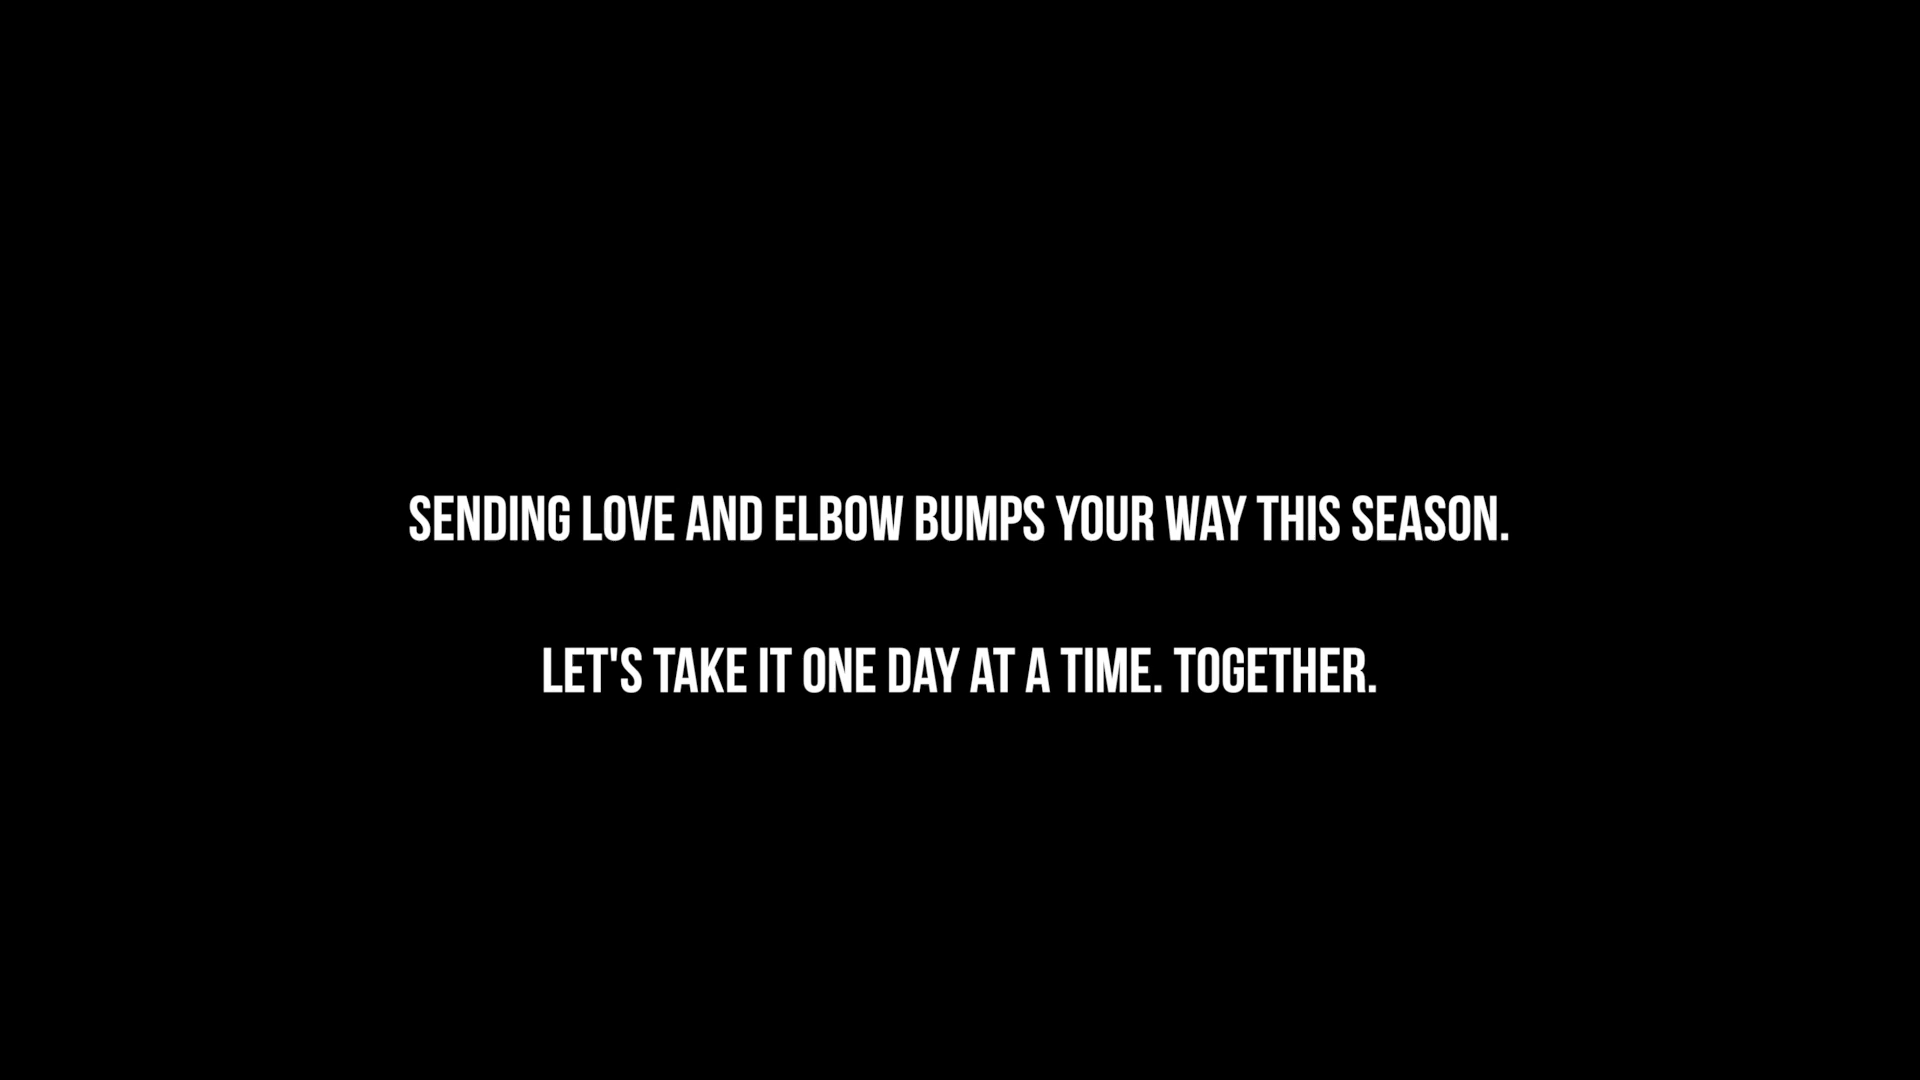 SENDING LOVE AND ELBOW BUMPS YOUR WAY THIS SEASON.
LET'S TAKE IT ONE DAY AT A TIME. TOGETHER.